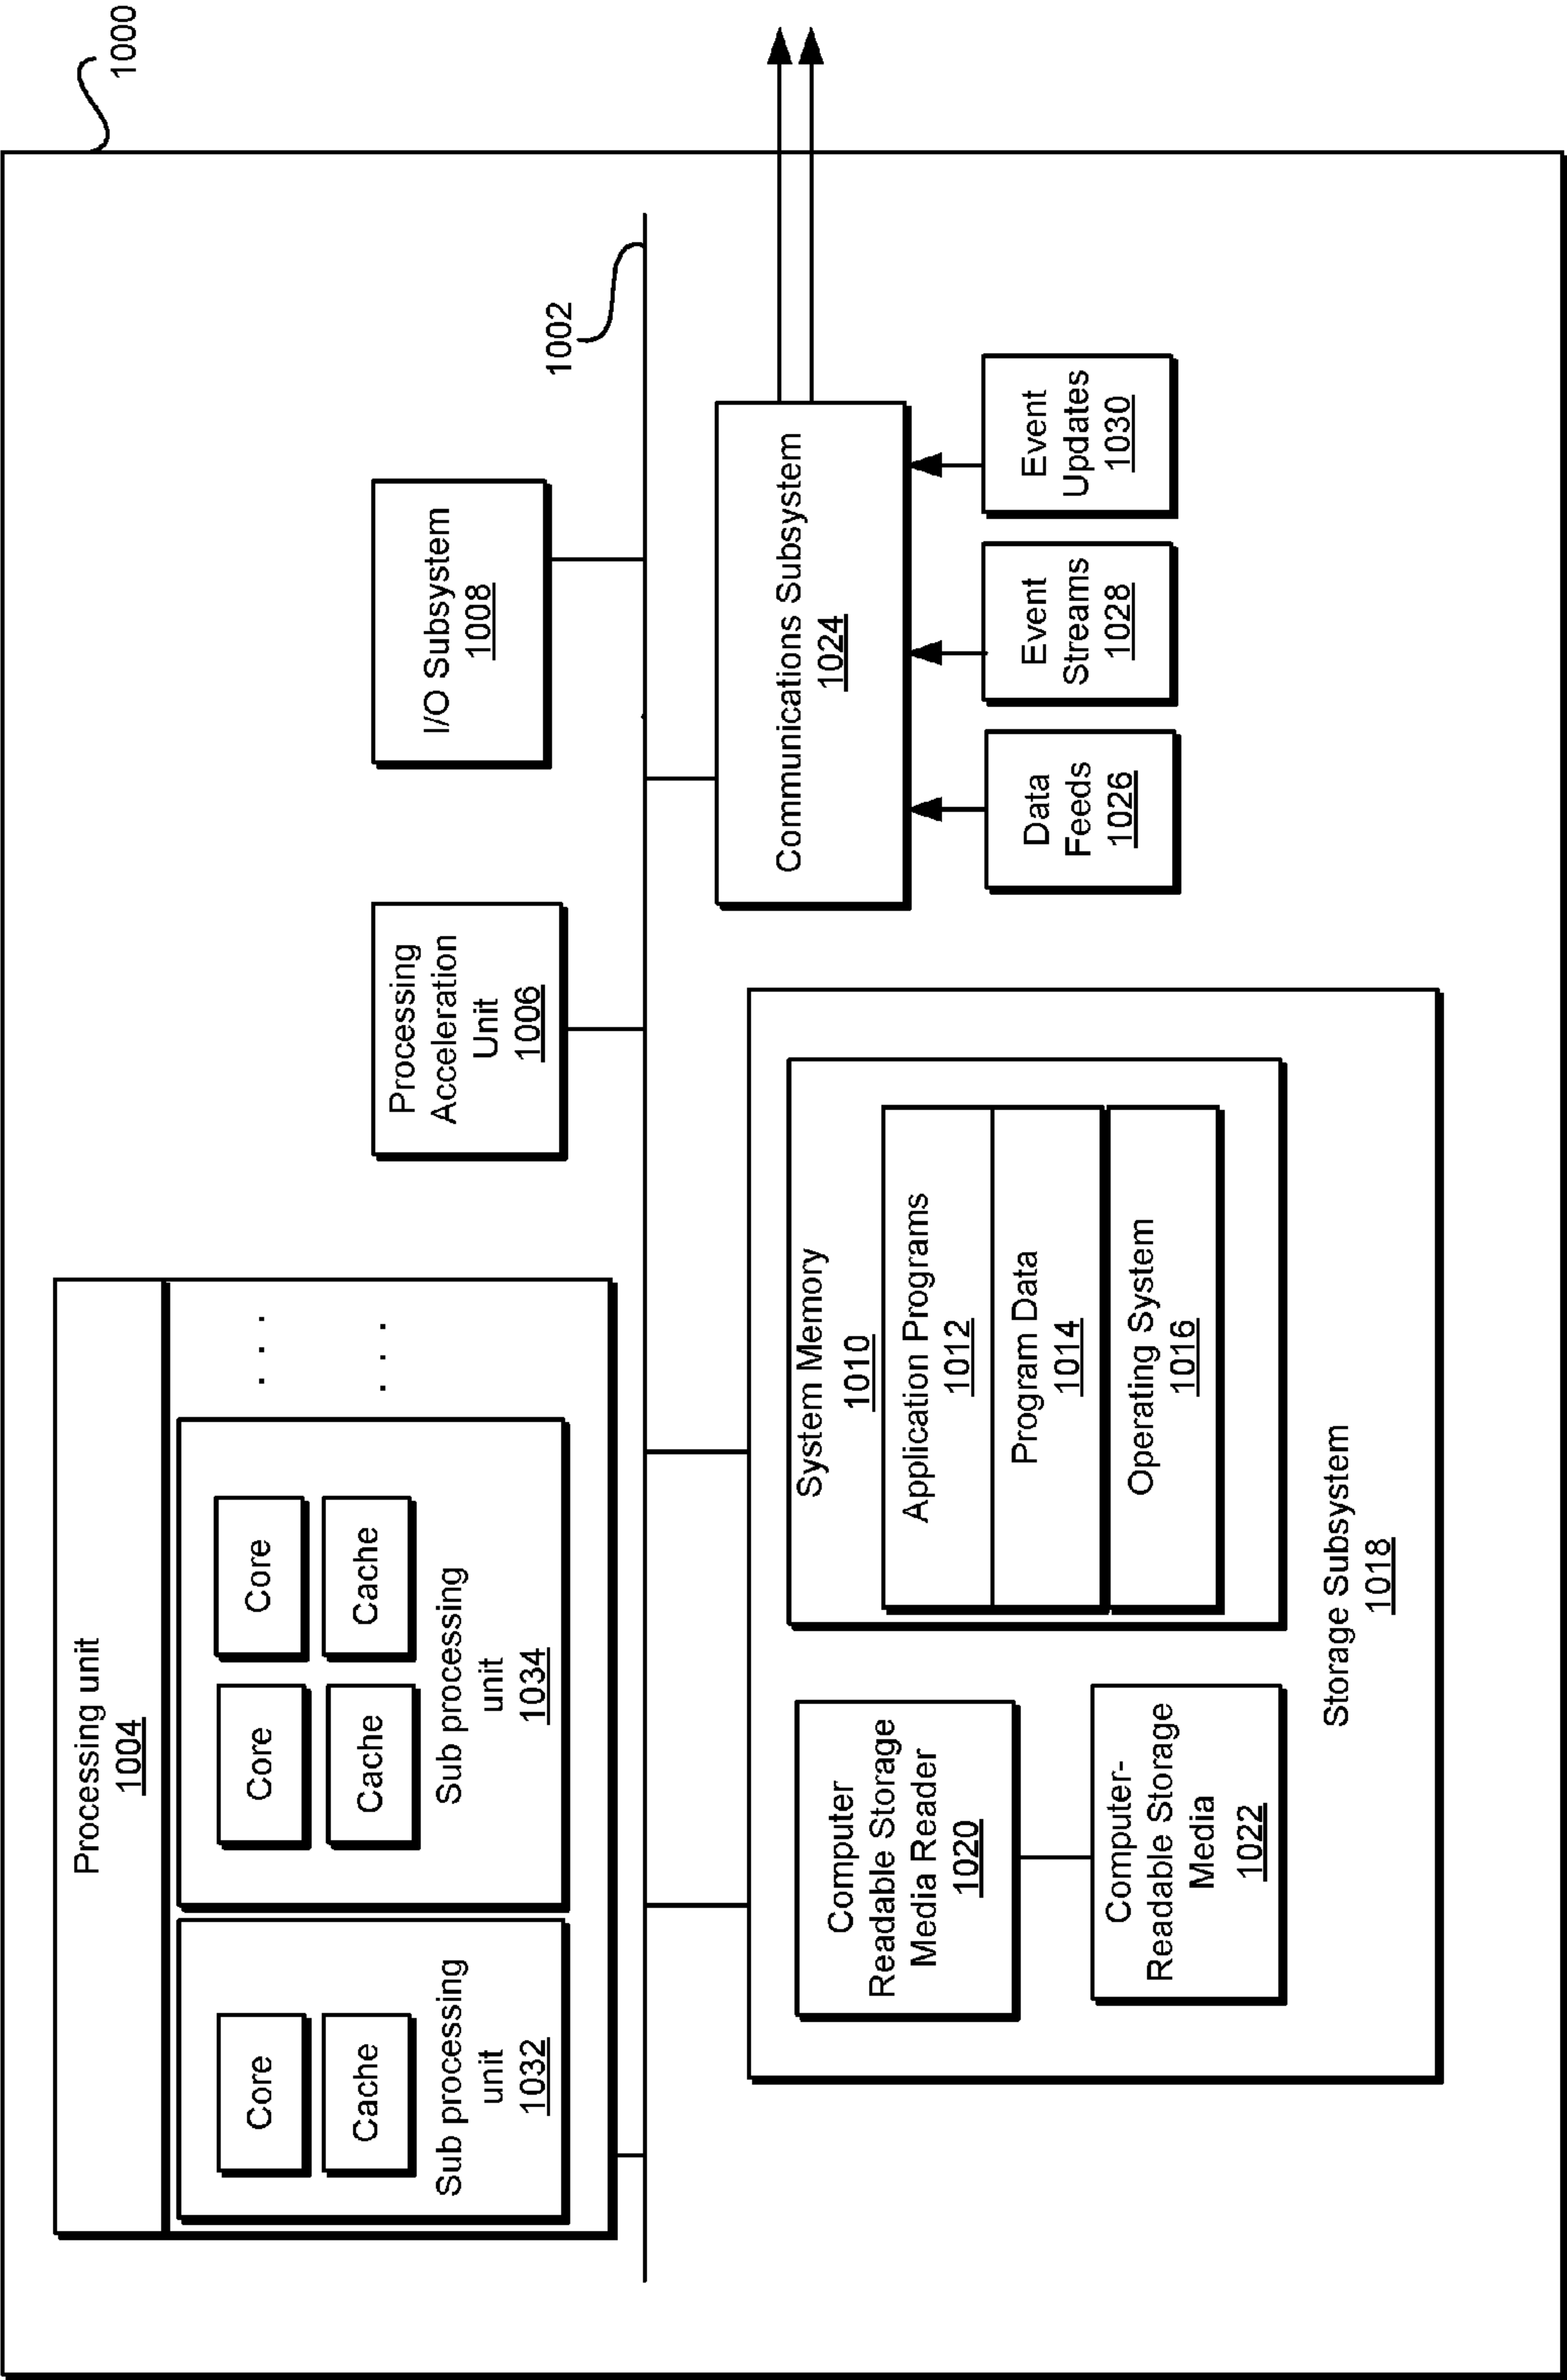 1000
Processing unit
1004
Core
Cache
Sub processing
unit
1032
Core
Core
Cache
Cache
Sub processing
unit
1034
. . .
. . .
Processing
Acceleration
Unit
1006
I/O Subsystem
1008
1002
Computer
Readable Storage
Media Reader
1020
Computer-
Readable Storage
Media
1022
System Memory
1010
Application Programs
1012
Program Data
1014
Operating System
1016
Storage Subsystem
1018
Communications Subsystem
1024
Data
Feeds
1026
Event
Streams
1028
Event
Updates
1030